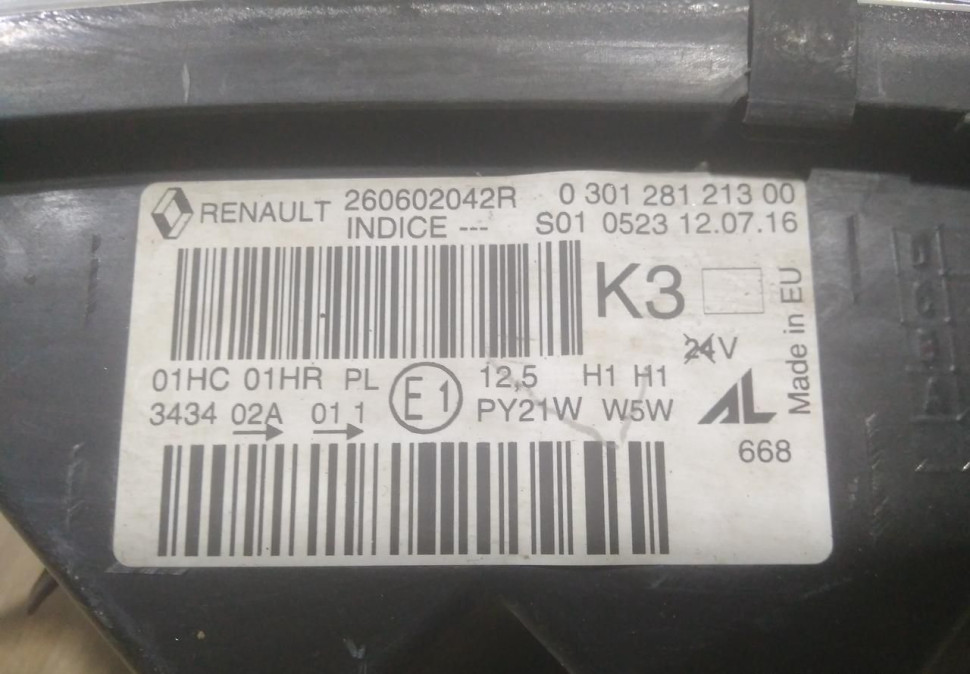 RENAULT 260602042R 0 301 281 213 00
INDICE --- S01 0523 12.07.16
K3
24V
Made in EU
01HC 01HR PL E1 12,5 H1 H1
3434 02A 01 1 PY21W W5W
AL
668